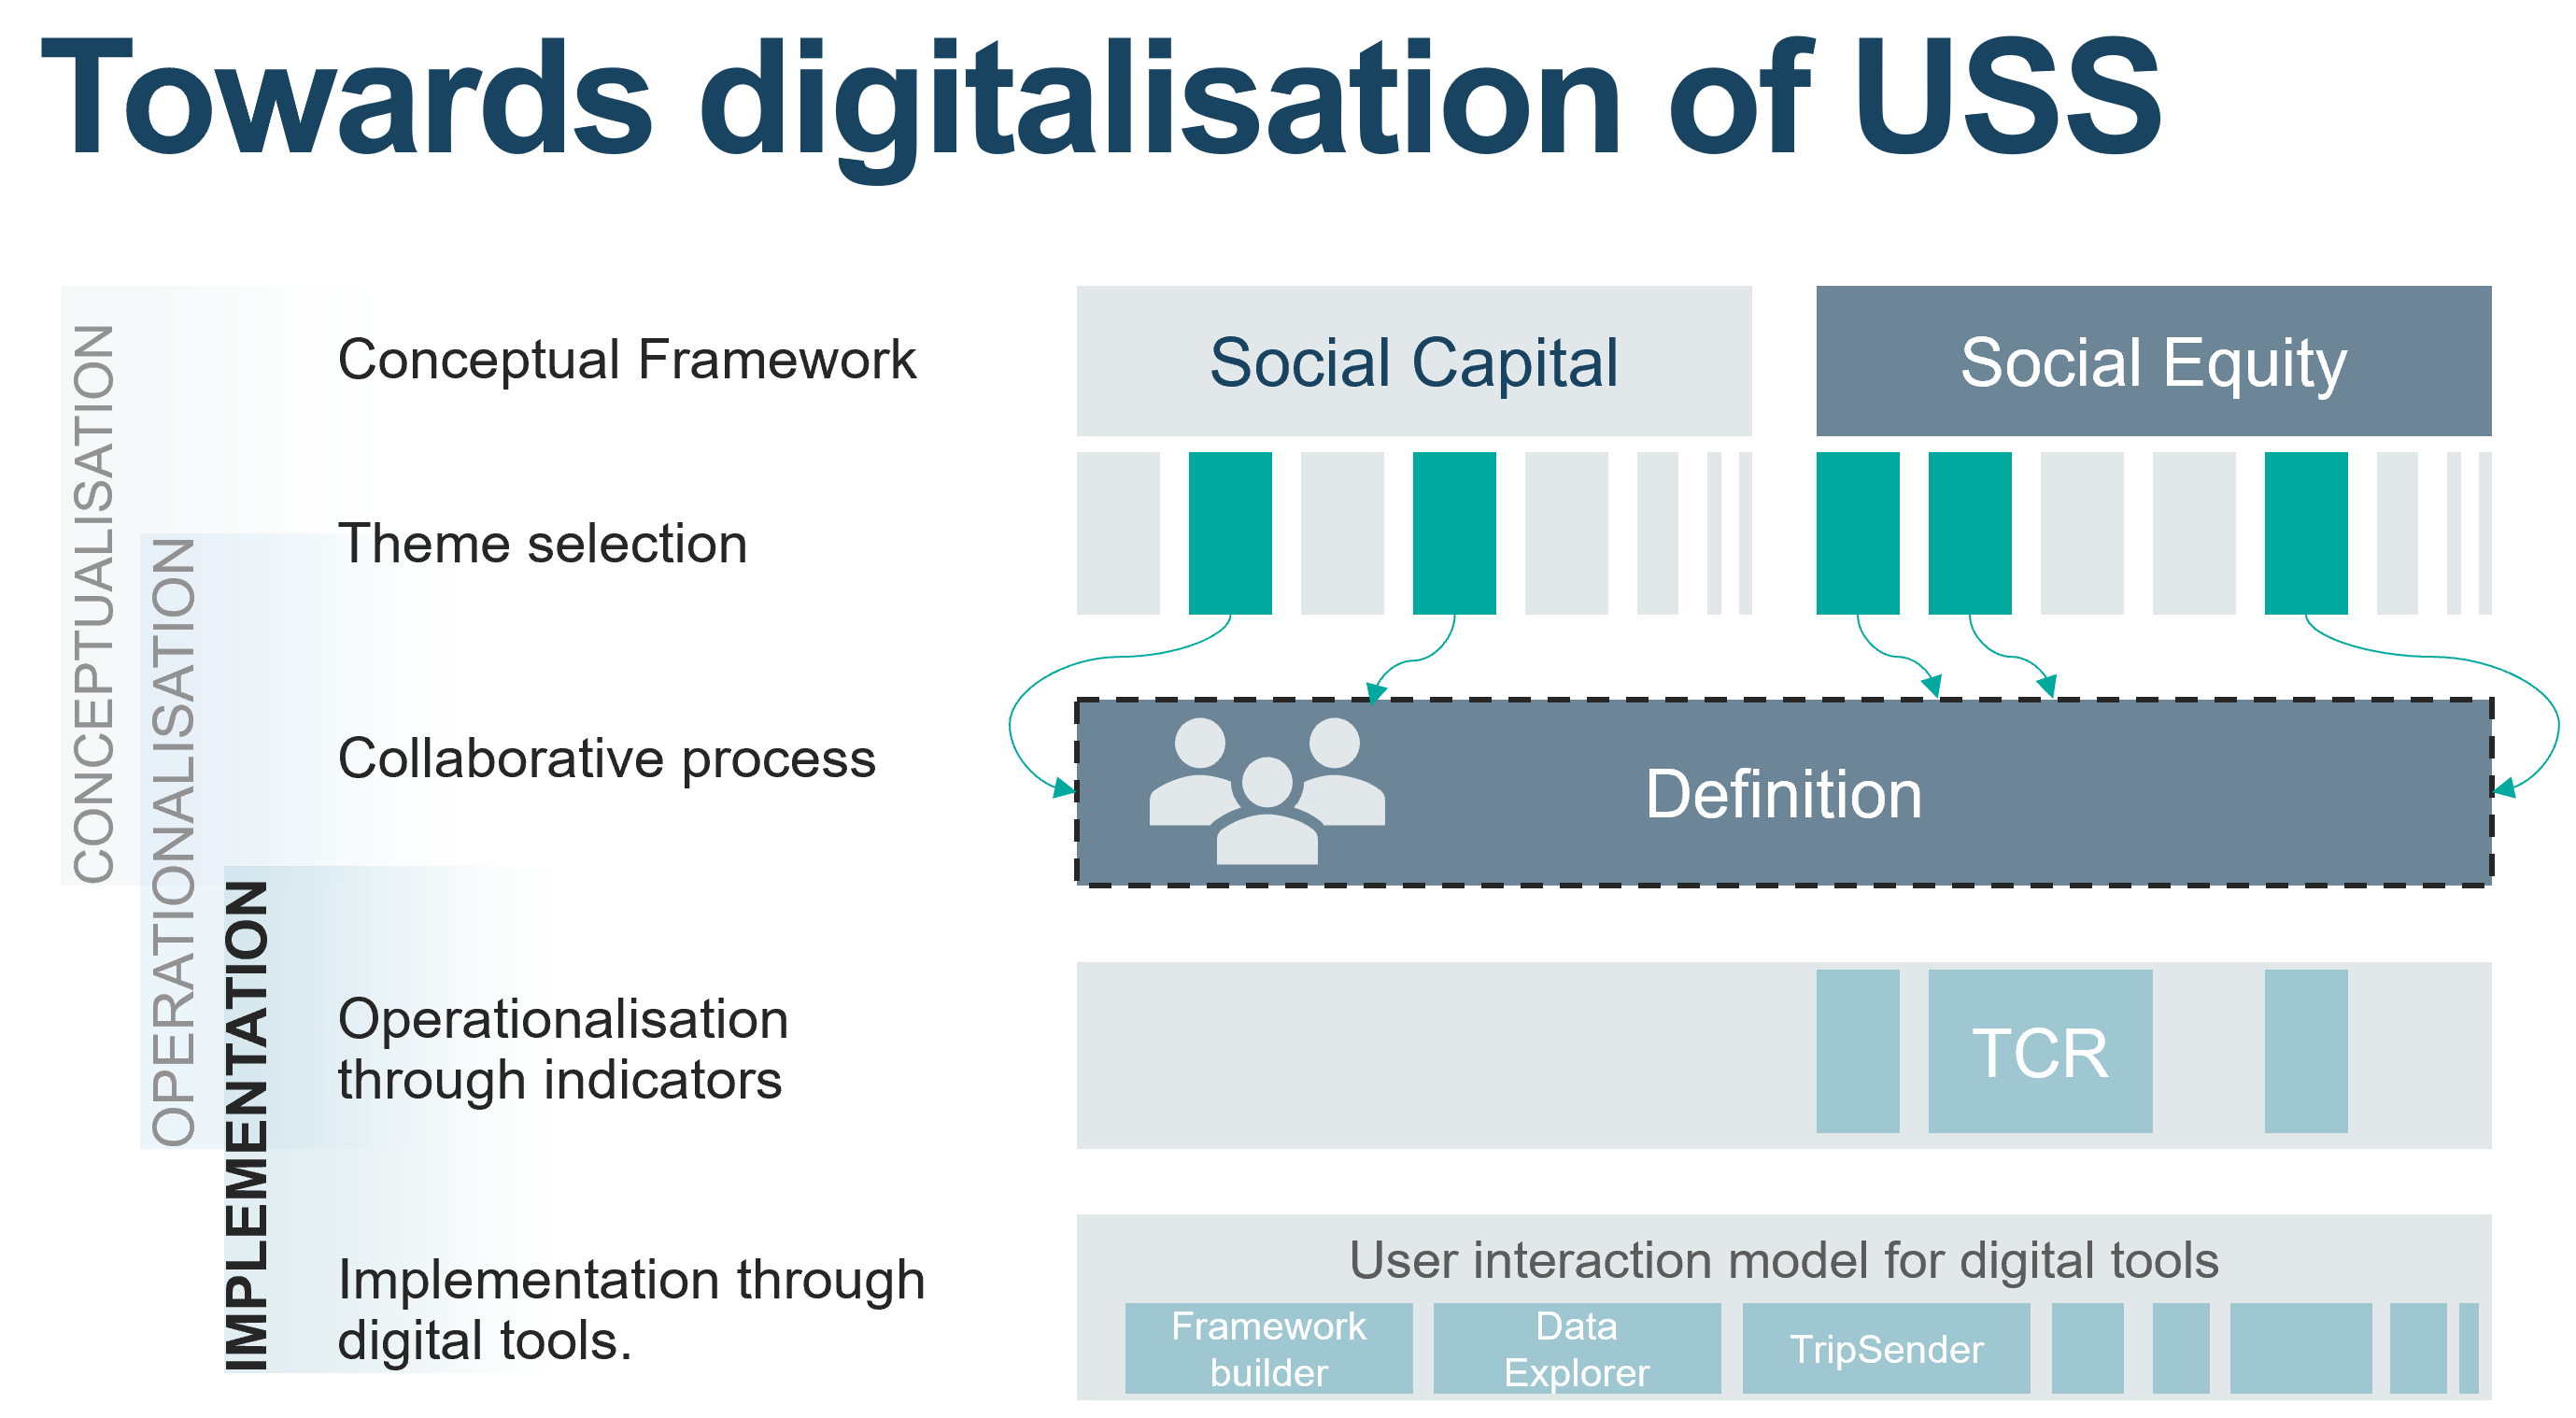 Towards digitalisation of USS
CONCEPTUALISATION
OPERATIONALISATION
IMPLEMENTATION
Conceptual Framework
Social Capital
Social Equity
Theme selection
Collaborative process
Definition
Operationalisation
through indicators
TCR
Implementation through
digital tools.
User interaction model for digital tools
Framework
builder
Data
Explorer
TripSender